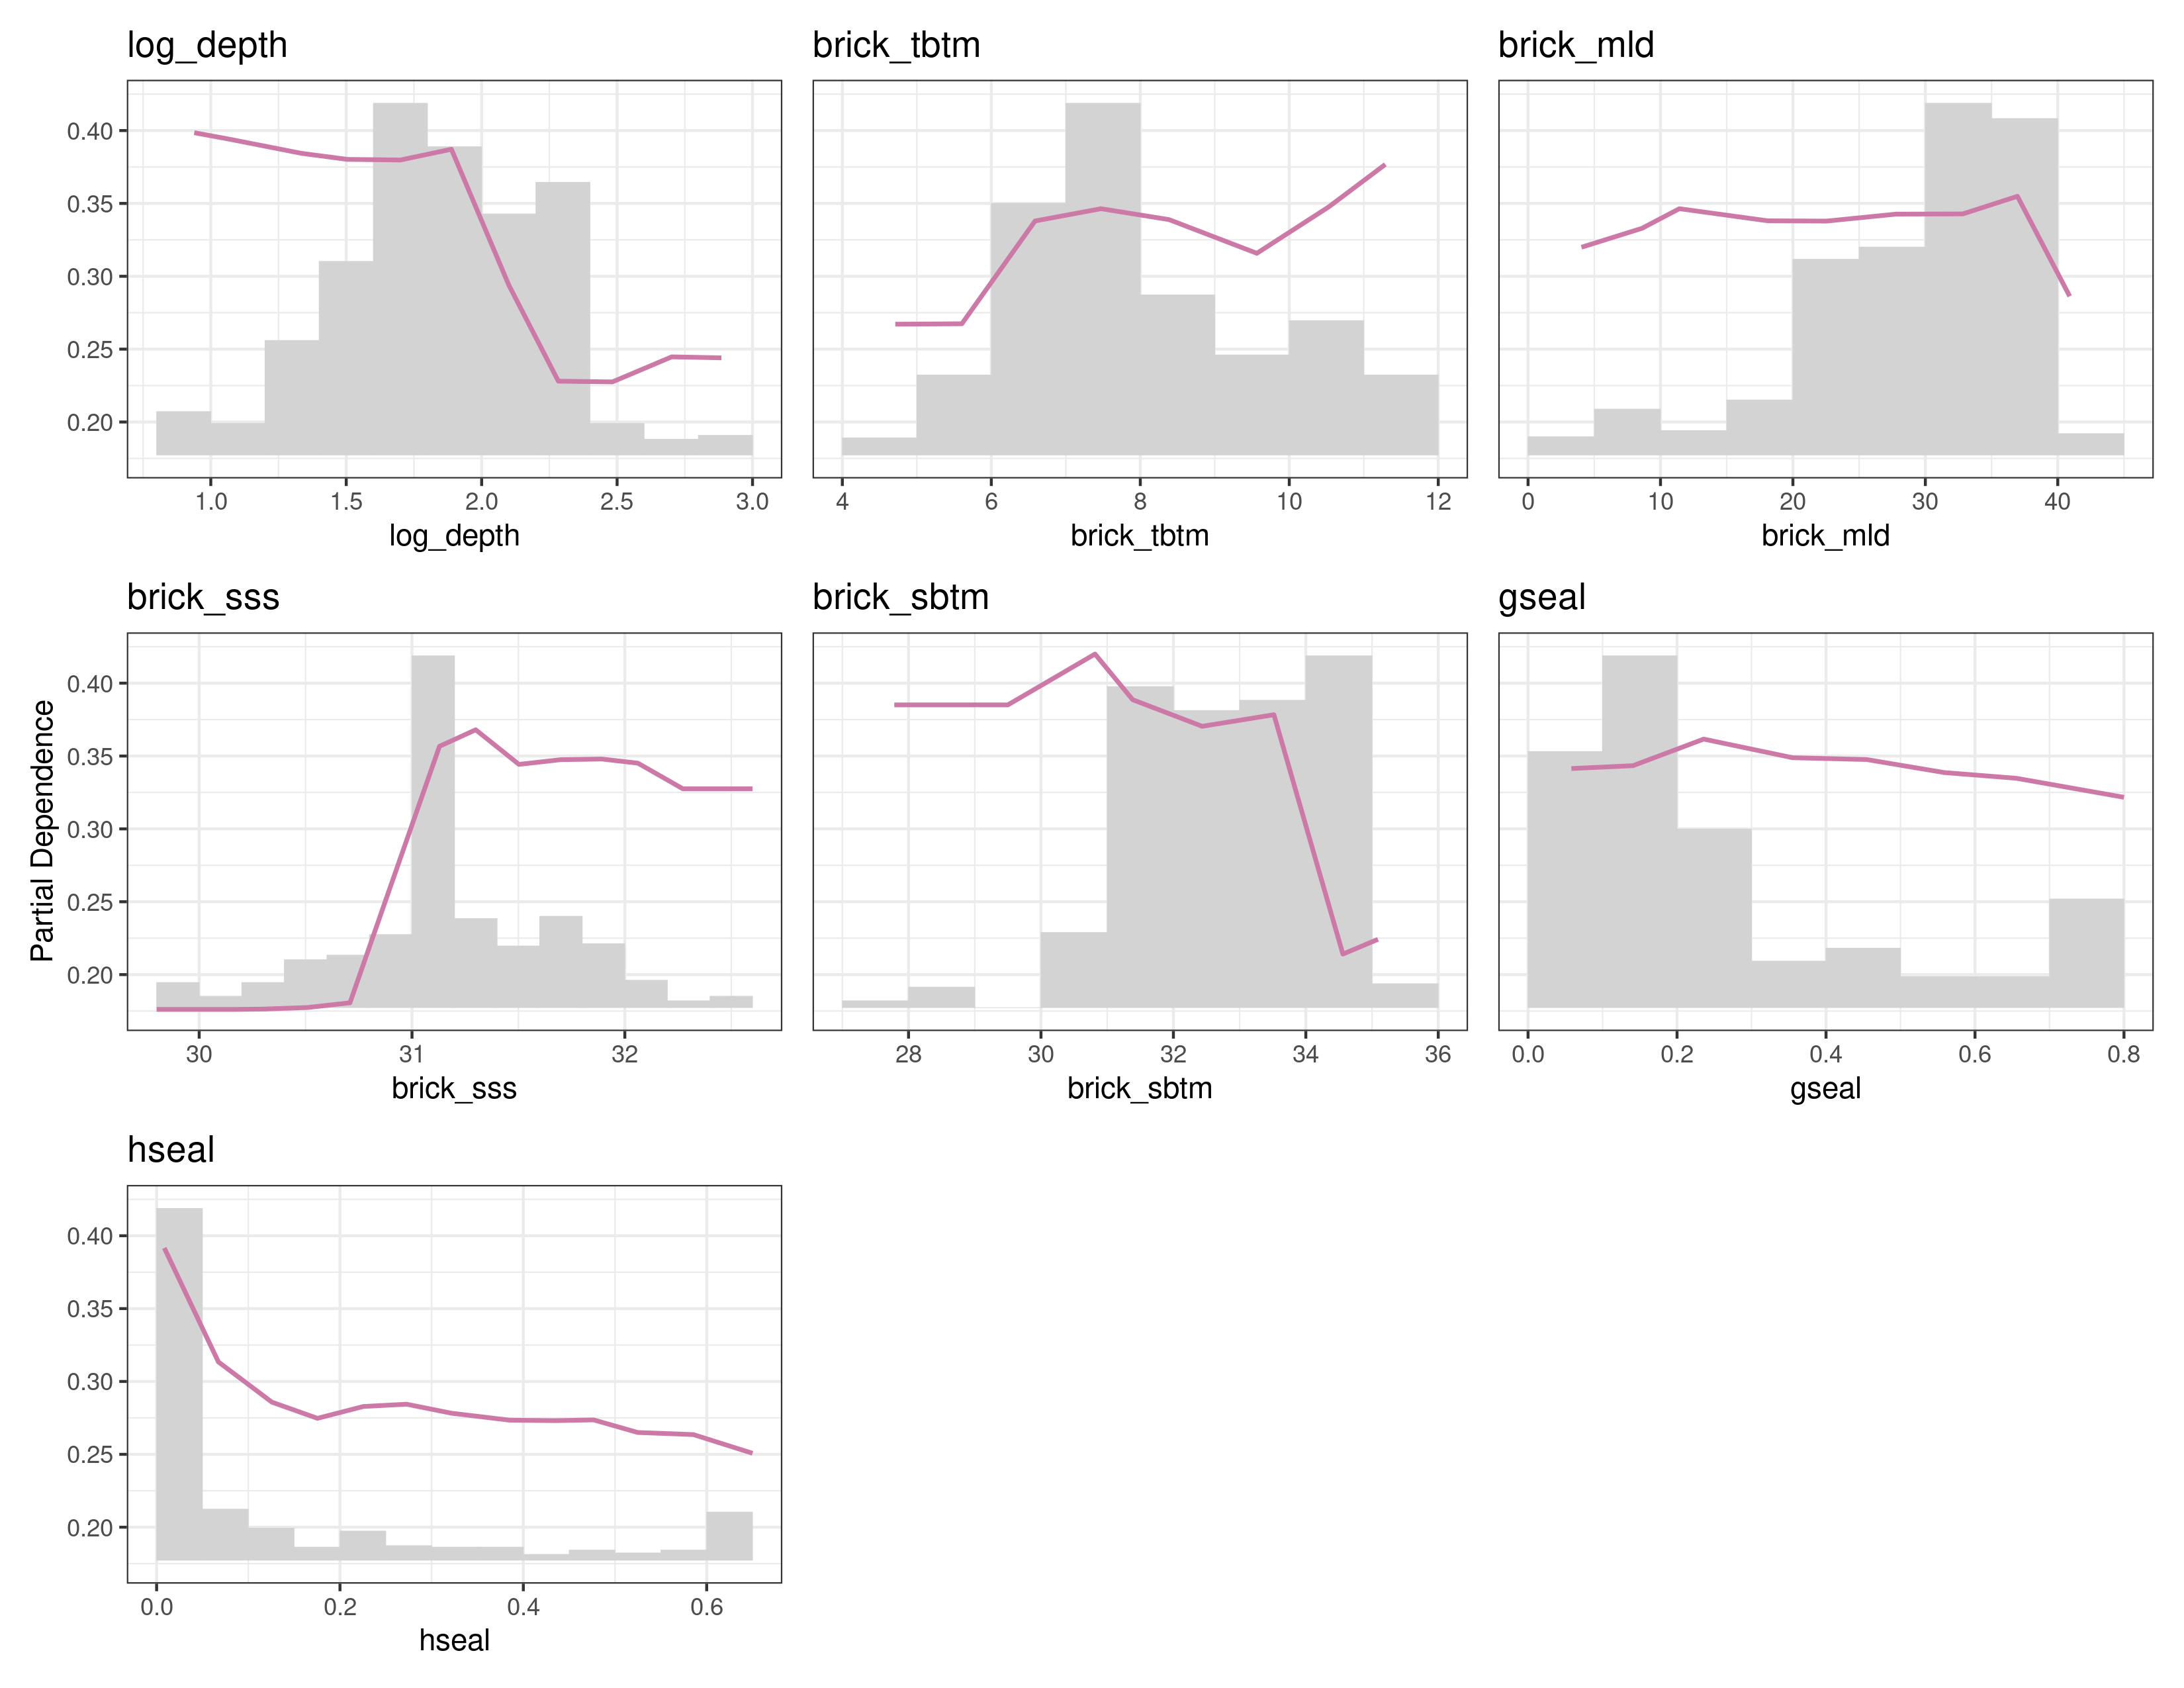 log_depth
brick_tbtm
brick_mld
0.40
0.35
0.30
0.25
0.20
1.0 1.5 2.0 2.5 3.0
4 6 8 10 12
0 10 20 30 40
log_depth
brick_tbtm
brick_mld
brick_sss
brick_sbtm
gseal
Partial Dependence
0.40
0.35
0.30
0.25
0.20
30 31 32
28 30 32 34 36
0.0 0.2 0.4 0.6 0.8
brick_sss
brick_sbtm
gseal
hseal
0.40
0.35
0.30
0.25
0.20
0.0 0.2 0.4 0.6
hseal